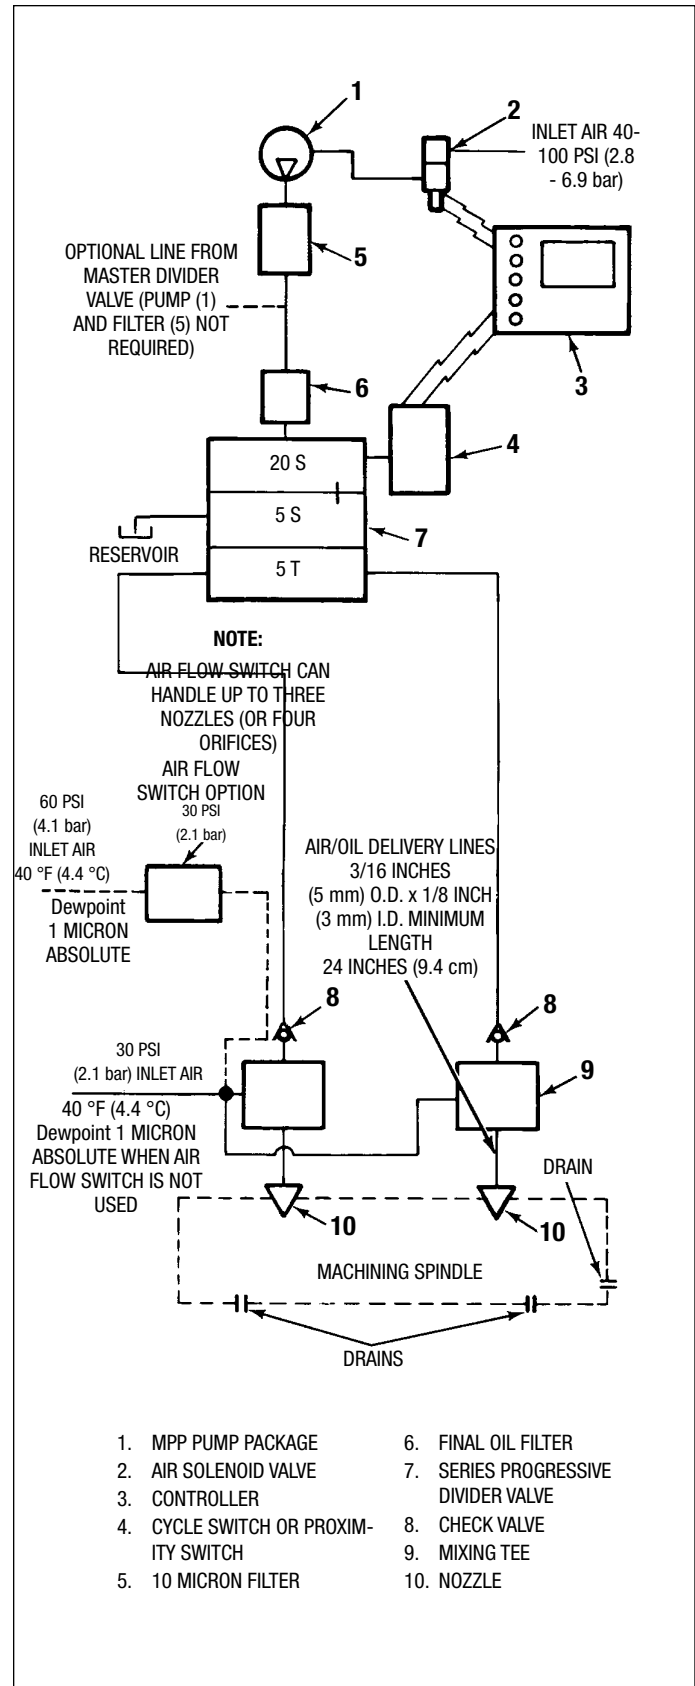 1
2
INLET AIR 40-
100 PSI (2.8
- 6.9 bar)
5
OPTIONAL LINE FROM
MASTER DIVIDER
VALVE (PUMP (1)
AND FILTER (5) NOT
REQUIRED)
3
6
4
20 S
5 S
7
RESERVOIR
5 T
NOTE:
AIR FLOW SWITCH CAN
HANDLE UP TO THREE
NOZZLES (OR FOUR
ORIFICES)
AIR FLOW
SWITCH OPTION
30 PSI
(2.1 bar)
60 PSI
(4.1 bar)
INLET AIR
40 °F (4.4 °C)
Dewpoint
1 MICRON
ABSOLUTE
AIR/OIL DELIVERY LINES
3/16 INCHES
(5 mm) O.D. x 1/8 INCH
(3 mm) I.D. MINIMUM
LENGTH
24 INCHES (9.4 cm)
8
8
30 PSI
(2.1 bar) INLET AIR
40 °F (4.4 °C)
Dewpoint 1 MICRON
ABSOLUTE WHEN AIR
FLOW SWITCH IS NOT
USED
9
DRAIN
10
10
MACHINING SPINDLE
DRAINS
1. MPP PUMP PACKAGE
2. AIR SOLENOID VALVE
3. CONTROLLER
4. CYCLE SWITCH OR PROXIM-
ITY SWITCH
5. 10 MICRON FILTER
6. FINAL OIL FILTER
7. SERIES PROGRESSIVE
DIVIDER VALVE
8. CHECK VALVE
9. MIXING TEE
10. NOZZLE